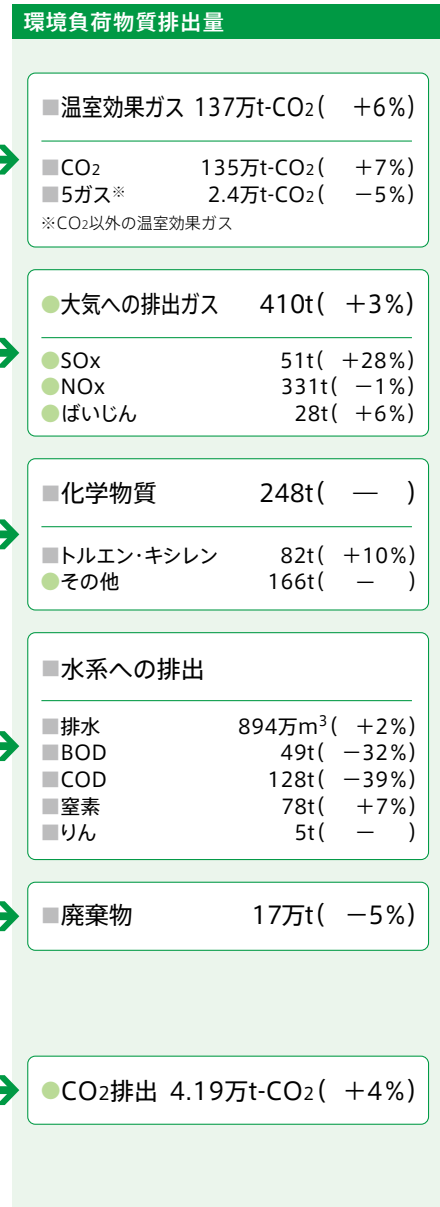 環境負荷物質排出量
■温室効果ガス 137万t-CO2( +6%)
■CO2 135万t-CO2( +7%)
■5ガス※ 2.4万t-CO2( −5%)
※CO2以外の温室効果ガス
●大気への排出ガス 410t( +3%)
●SOx 51t( +28%)
●NOx 331t( −1%)
●ばいじん 28t( +6%)
■化学物質 248t( − )
■トルエン・キシレン 82t( +10%)
●その他 166t( − )
■水系への排出
■排水 894万m³( +2%)
■BOD 49t( −32%)
■COD 128t( −39%)
■窒素 78t( +7%)
■りん 5t( − )
■廃棄物 17万t( −5%)
●CO2排出 4.19万t-CO2( +4%)